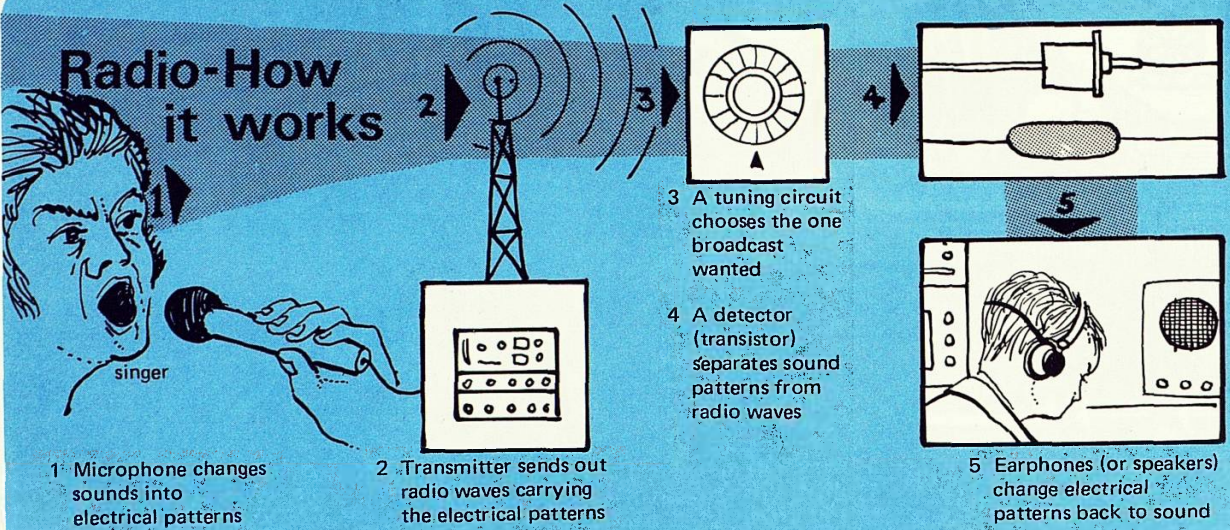 Radio-How
it works
1
2
3
4
5
singer
1 Microphone changes
sounds into
electrical patterns
2 Transmitter sends out
radio waves carrying
the electrical patterns
3 A tuning circuit
chooses the one
broadcast
wanted
4 A detector
(transistor)
separates sound
patterns from
radio waves
5 Earphones (or speakers)
change electrical
patterns back to sound